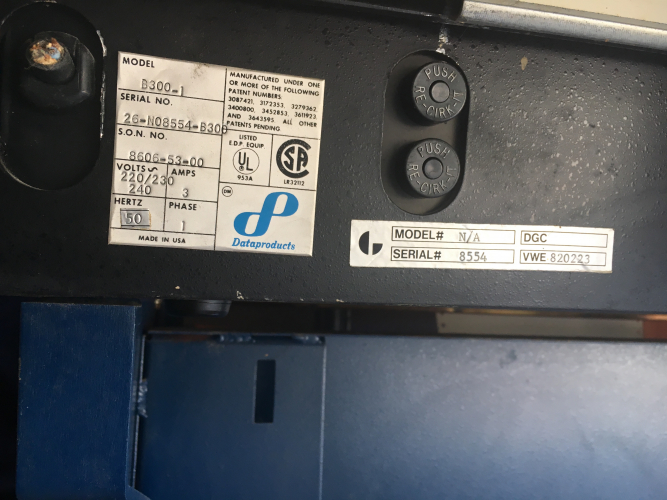 MODEL
B300-1
SERIAL NO.
26-N08554-B300
S.O.N. NO.
8606-53-00
VOLTS AMPS
220/230
240 3
HERTZ PHASE
50 1
MADE IN USA
MANUFACTURED UNDER ONE
OR MORE OF THE FOLLOWING
PATENT NUMBERS.
3087421, 3172353, 3279362,
3400800, 3452853, 3611923,
AND 3643595. ALL OTHER
PATENTS PENDING.
LISTED
E.D.P. EQUIP.
UL
953A
SA
LR32112
Dataproducts
PUSH
RE-CIRK-IT
PUSH
RE-CIRK-IT
MODEL# N/A DGC
SERIAL# 8554 VWE 820223